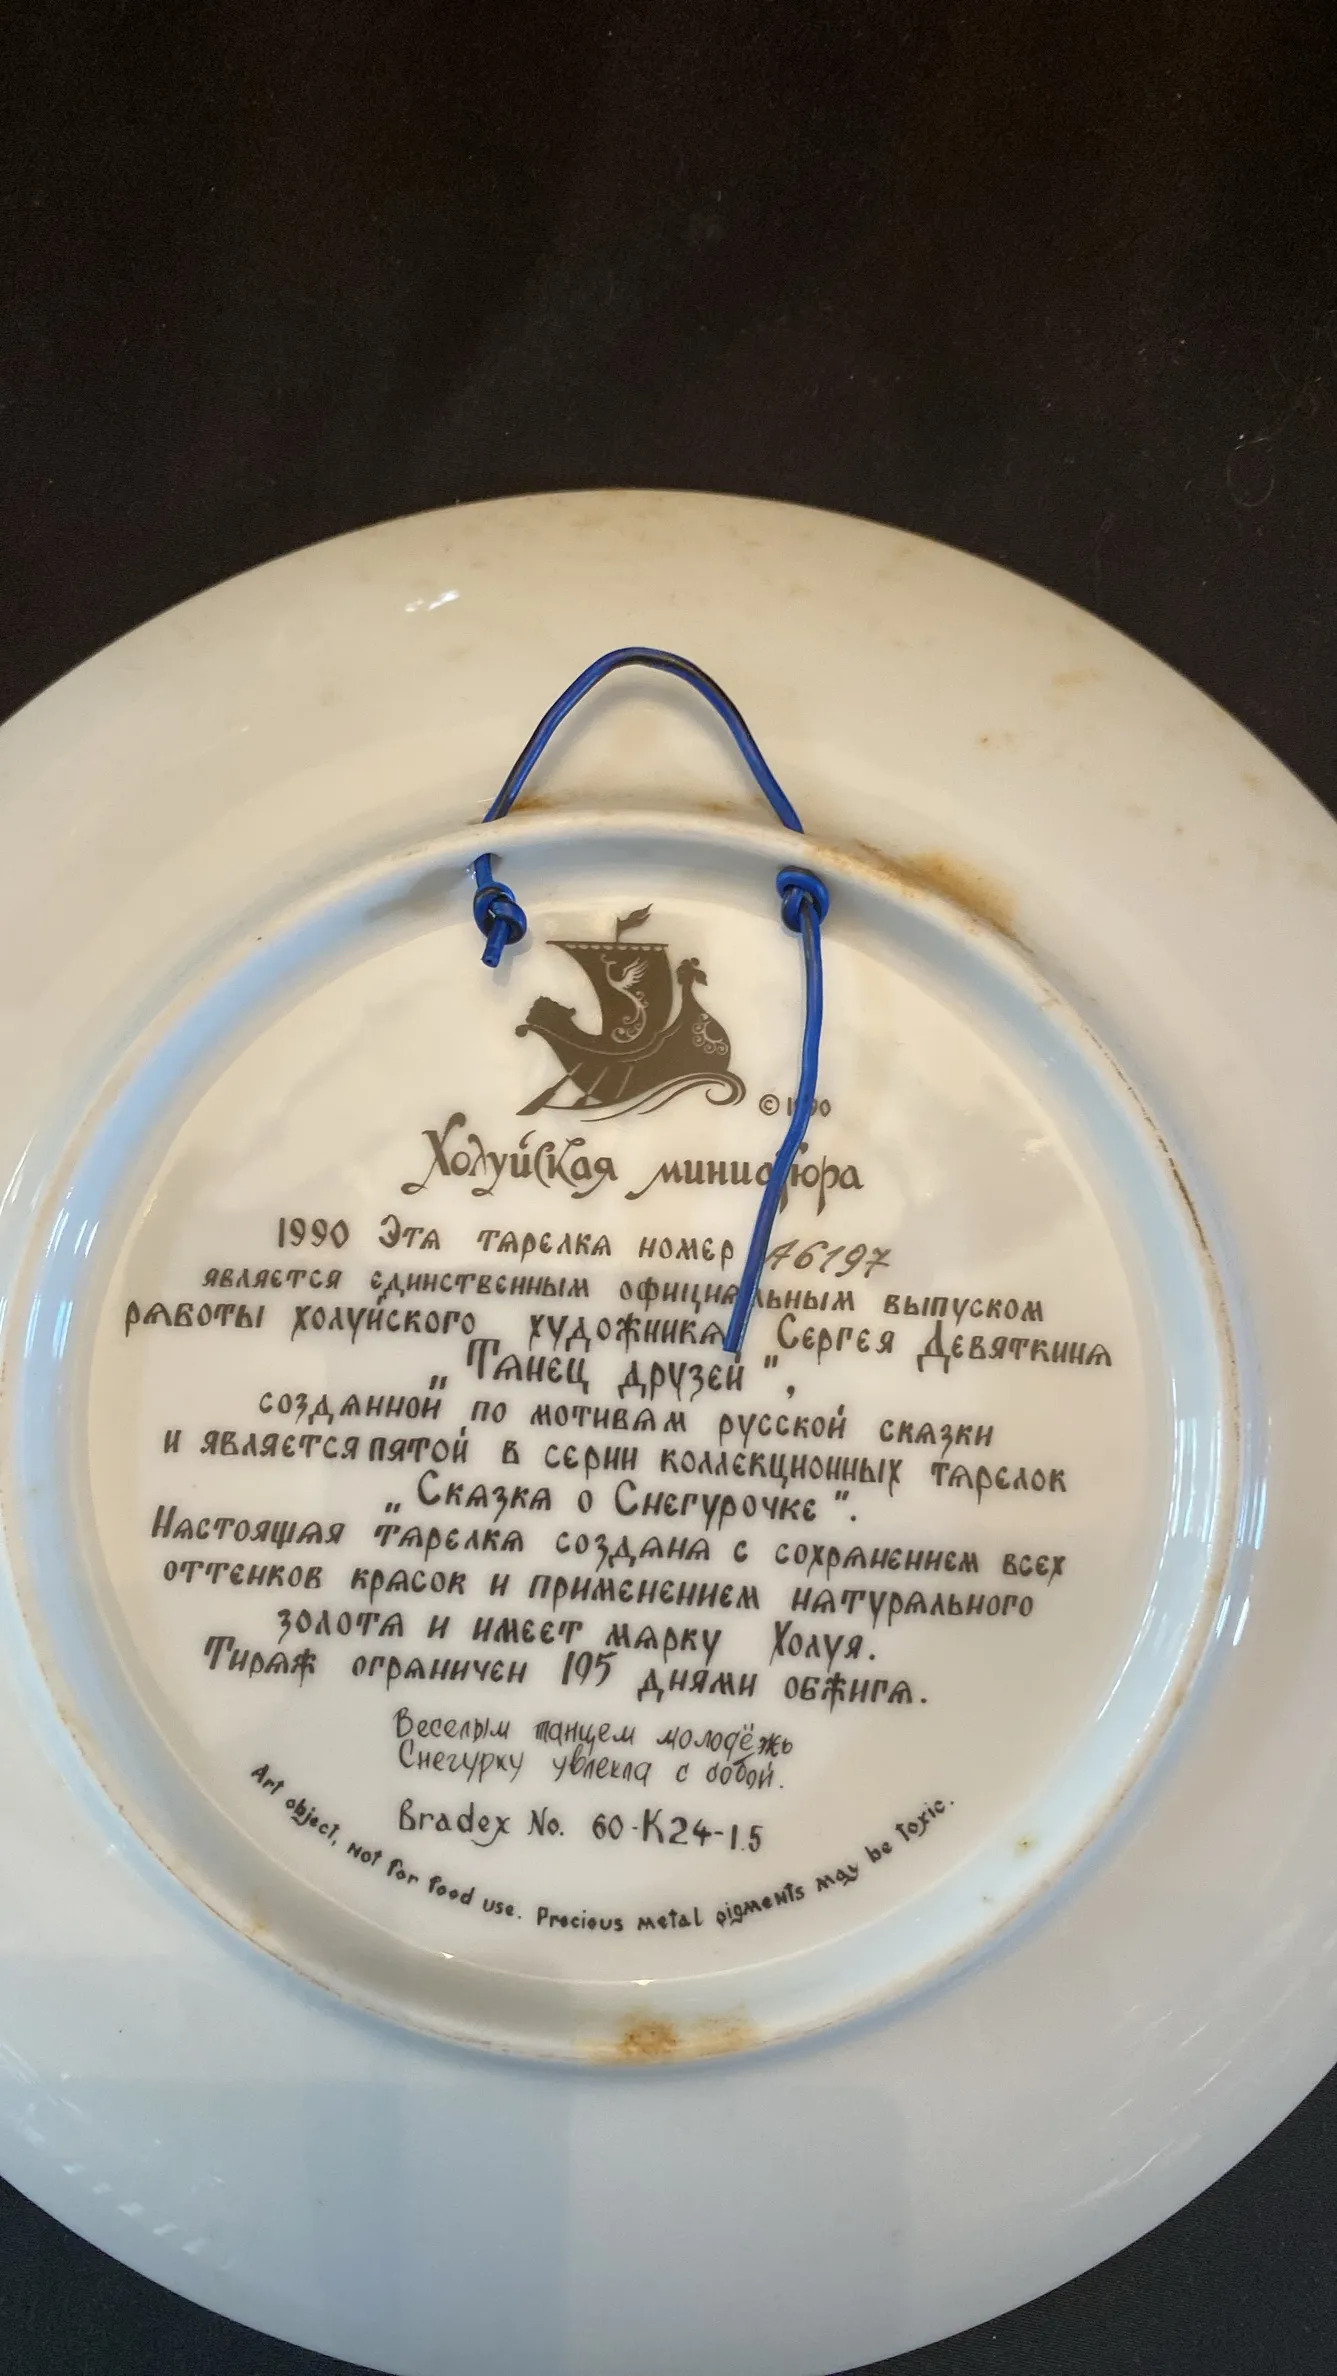 © 1990
Холуйская миниатюра
1990 Эта тарелка номер А6197
является единственным официальным выпуском
работы холуйского художника Сергея Девяткина
„Танец друзей",
созданной по мотивам русской сказки
и является пятой в серии коллекционных тарелок
„Сказка о Снегурочке".
Настоящая тарелка создана с сохранением всех
оттенков красок и применением натурального
золота и имеет марку Холуя.
Тираж ограничен 195 днями обжига.
Веселым танцем молодёжь
Снегурку увлекла с собой.
Bradex No. 60-K24-1.5
Art object, not for food use. Precious metal pigments may be toxic.